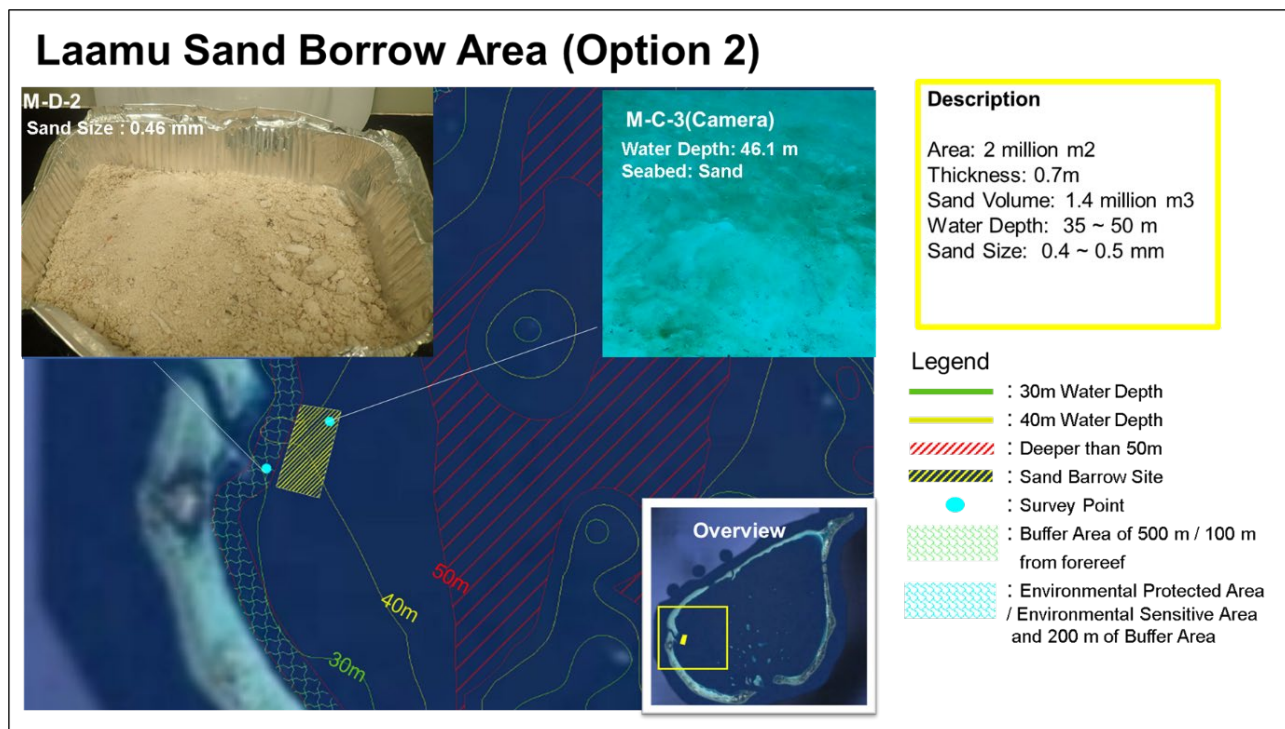 Laamu Sand Borrow Area (Option 2)
M-D-2
Sand Size : 0.46 mm
M-C-3(Camera)
Water Depth: 46.1 m
Seabed: Sand
50m
40m
30m
Overview
Description
Area: 2 million m2
Thickness: 0.7m
Sand Volume: 1.4 million m3
Water Depth: 35 ~ 50 m
Sand Size: 0.4 ~ 0.5 mm
Legend
: 30m Water Depth
: 40m Water Depth
: Deeper than 50m
: Sand Barrow Site
: Survey Point
: Buffer Area of 500 m / 100 m
from forereef
: Environmental Protected Area
/ Environmental Sensitive Area
and 200 m of Buffer Area